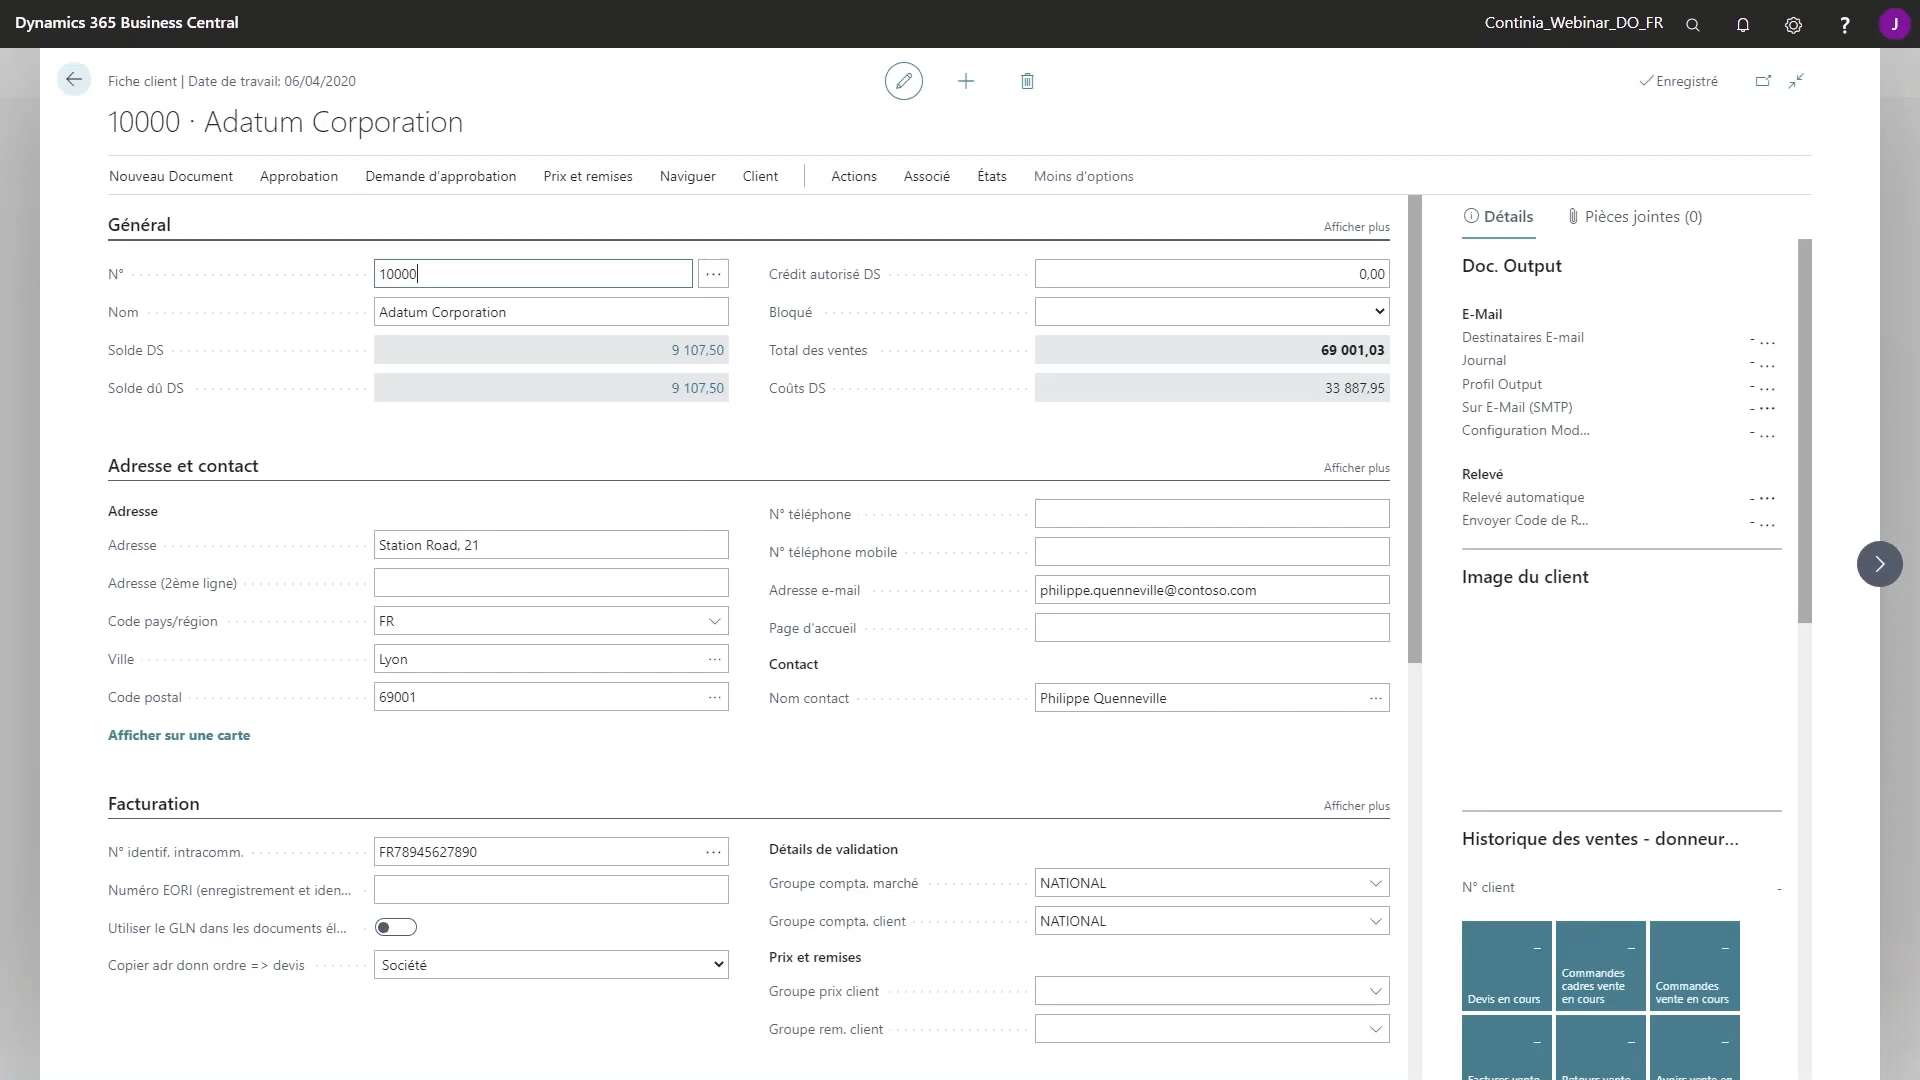 Dynamics 365 Business Central
Continia_Webinar_DO_FR
?
J
Fiche client | Date de travail: 06/04/2020
Enregistré
10000 · Adatum Corporation
Nouveau Document
Approbation
Demande d'approbation
Prix et remises
Naviguer
Client
Actions
Associé
États
Moins d'options
Général
Afficher plus
N°
10000
Nom
Adatum Corporation
Solde DS
9 107,50
Solde dû DS
9 107,50
Crédit autorisé DS
0,00
Bloqué
Total des ventes
69 001,03
Coûts DS
33 887,95
Adresse et contact
Afficher plus
Adresse
Adresse
Station Road, 21
Adresse (2ème ligne)
Code pays/région
FR
Ville
Lyon
Code postal
69001
Afficher sur une carte
N° téléphone
N° téléphone mobile
Adresse e-mail
philippe.quenneville@contoso.com
Page d'accueil
Contact
Nom contact
Philippe Quenneville
Facturation
Afficher plus
N° identif. intracomm.
FR78945627890
Numéro EORI (enregistrement et iden...
Utiliser le GLN dans les documents él...
Copier adr donn ordre => devis
Société
Détails de validation
Groupe compta. marché
NATIONAL
Groupe compta. client
NATIONAL
Prix et remises
Groupe prix client
Groupe rem. client
Détails
Pièces jointes (0)
Doc. Output
E-Mail
Destinataires E-mail
- ...
Journal
- ...
Profil Output
- ...
Sur E-Mail (SMTP)
- ...
Configuration Mod...
- ...
Relevé
Relevé automatique
- ...
Envoyer Code de R...
- ...
Image du client
Historique des ventes - donneur...
N° client
-
Devis en cours
Commandes
cadres vente
en cours
Commandes
vente en cours